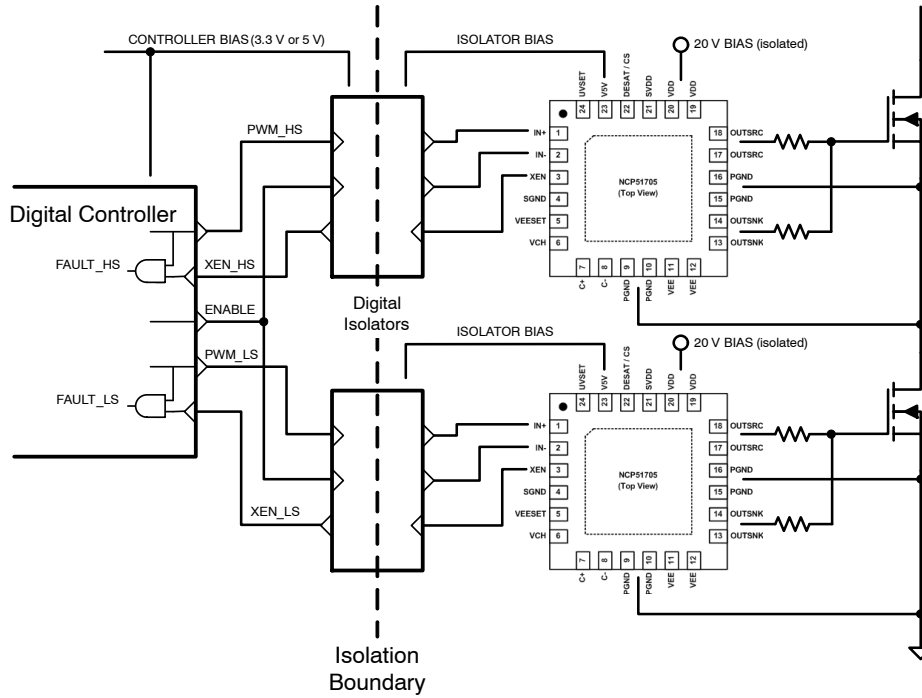 CONTROLLER BIAS (3.3 V or 5 V)
ISOLATOR BIAS
20 V BIAS (isolated)
UVSET
V5V
DESAT / CS
SVDD
VDD
VDD
24
23
22
21
20
19
PWM_HS
IN+ 1
IN- 2
XEN 3
SGND 4
VEESET 5
VCH 6
NCP51705
(Top View)
18 OUTSRC
17 OUTSRC
16 PGND
15 PGND
14 OUTSNK
13 OUTSNK
7
8
9
10
11
12
C+
C-
PGND
PGND
VEE
VEE
Digital Controller
FAULT_HS
XEN_HS
ENABLE
PWM_LS
FAULT_LS
XEN_LS
Digital
Isolators
ISOLATOR BIAS
20 V BIAS (isolated)
UVSET
V5V
DESAT / CS
SVDD
VDD
VDD
24
23
22
21
20
19
IN+ 1
IN- 2
XEN 3
SGND 4
VEESET 5
VCH 6
NCP51705
(Top View)
18 OUTSRC
17 OUTSRC
16 PGND
15 PGND
14 OUTSNK
13 OUTSNK
7
8
9
10
11
12
C+
C-
PGND
PGND
VEE
VEE
Isolation
Boundary